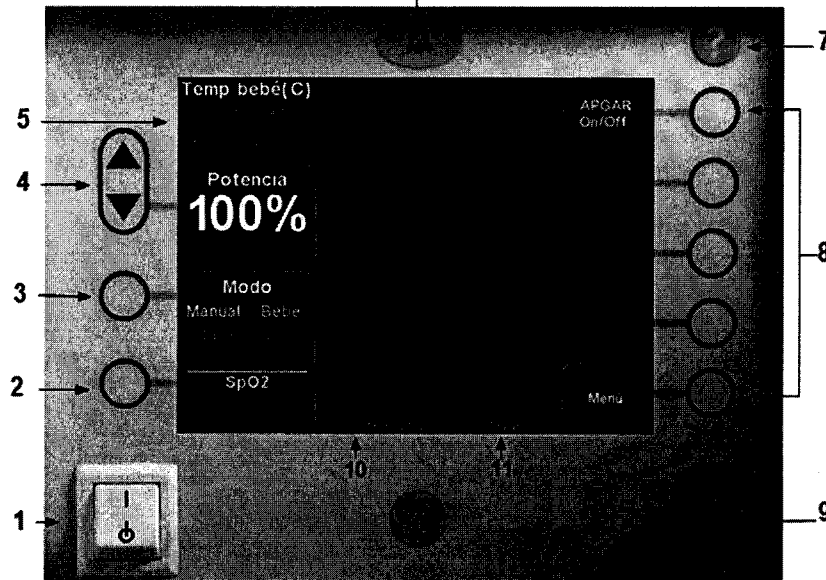 7
Temp bebé(C)
APGAR
On/Off
5
4
Potencia
100%
8
3
Modo
Manual Bebe
2
SpO2
Menú
10
11
1
9